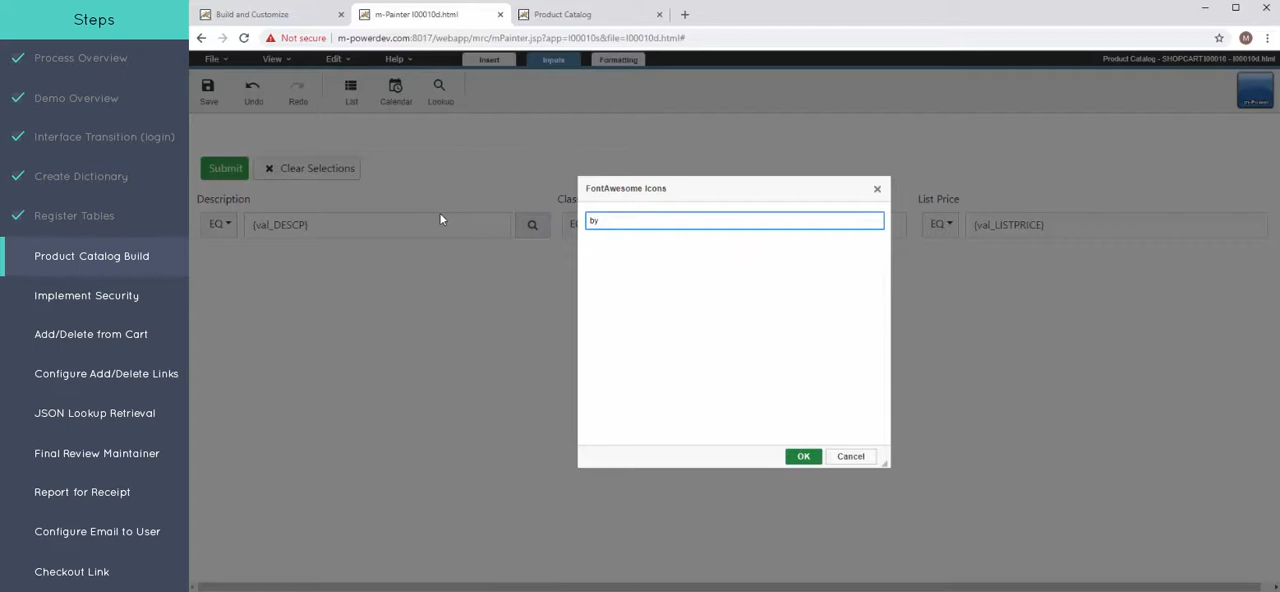 Steps
Process Overview
Demo Overview
Interface Transition (login)
Create Dictionary
Register Tables
Product Catalog Build
Implement Security
Add/Delete from Cart
Configure Add/Delete Links
JSON Lookup Retrieval
Final Review Maintainer
Report for Receipt
Configure Email to User
Checkout Link
Build and Customize
m-Painter I00010d.html
Product Catalog
Not secure
m-powerdev.com:8017/webapp/mrc/mPainter.jsp?app=I00010s&file=I00010d.html#
M
File
View
Edit
Help
Insert
Inputs
Formatting
Product Catalog - SHOPCART.I00010 - I00010d.html
Save
Undo
Redo
List
Calendar
Lookup
m-Power
Submit
Clear Selections
Description
Clas
List Price
EQ
{val_DESCP}
EQ
{val_LISTPRICE}
FontAwesome Icons
by
OK
Cancel